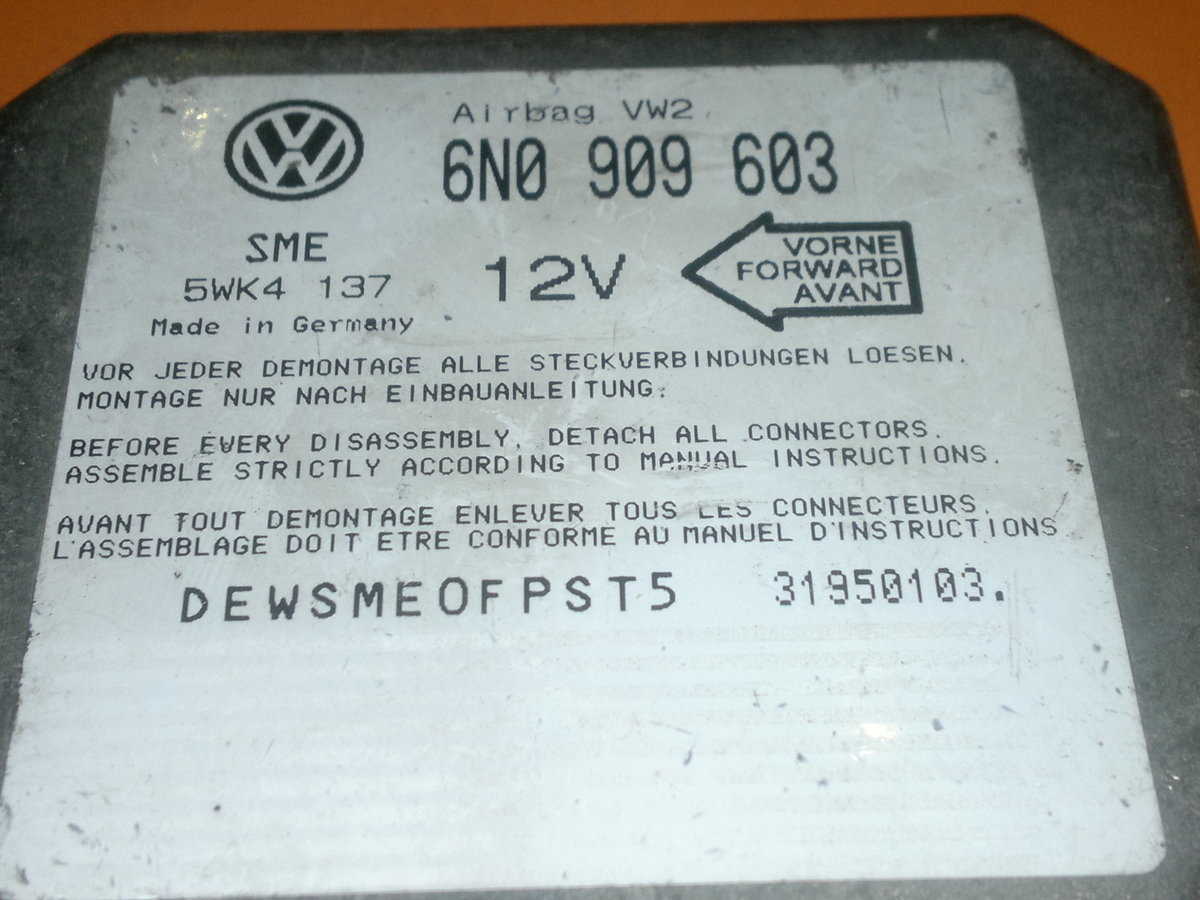 Airbag VW2
6N0 909 603
SME
5WK4 137
Made in Germany
12V
VORNE
FORWARD
AVANT
VOR JEDER DEMONTAGE ALLE STECKVERBINDUNGEN LOESEN.
MONTAGE NUR NACH EINBAUANLEITUNG.
BEFORE EVERY DISASSEMBLY, DETACH ALL CONNECTORS.
ASSEMBLE STRICTLY ACCORDING TO MANUAL INSTRUCTIONS.
AVANT TOUT DEMONTAGE ENLEVER TOUS LES CONNECTEURS.
L'ASSEMBLAGE DOIT ETRE CONFORME AU MANUEL D'INSTRUCTIONS
DEWSMEOFPST5 31950103.